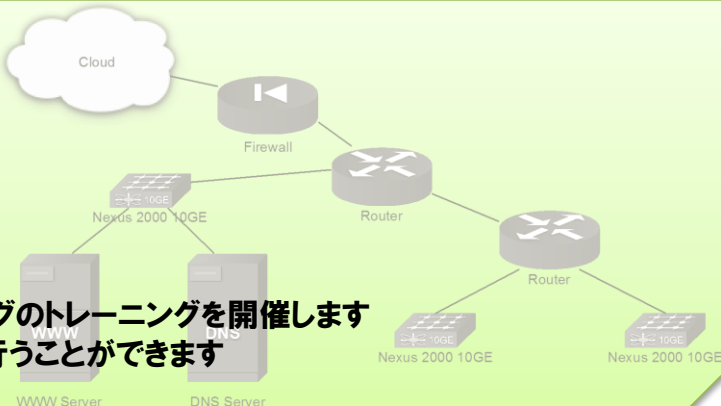 Cloud
Firewall
10GE
Nexus 2000 10GE
Router
Router
グのトレーニングを開催します
WWW
DNS
行うことができます
10GE
10GE
Nexus 2000 10GE
Nexus 2000 10GE
WWW Server
DNS Server